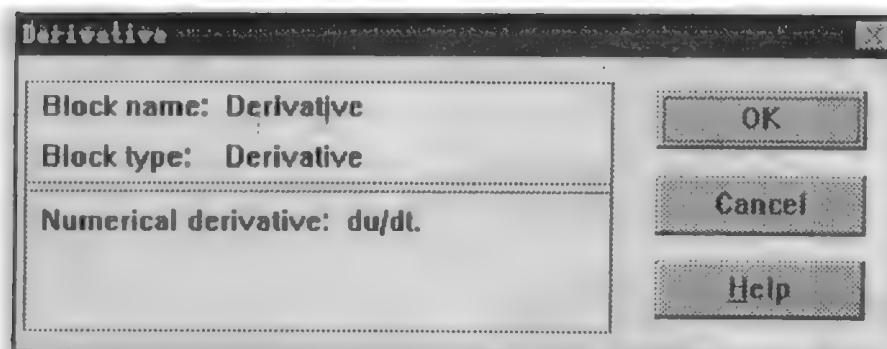 Derivative
Block name: Derivative
Block type: Derivative
Numerical derivative: du/dt.
OK
Cancel
Help